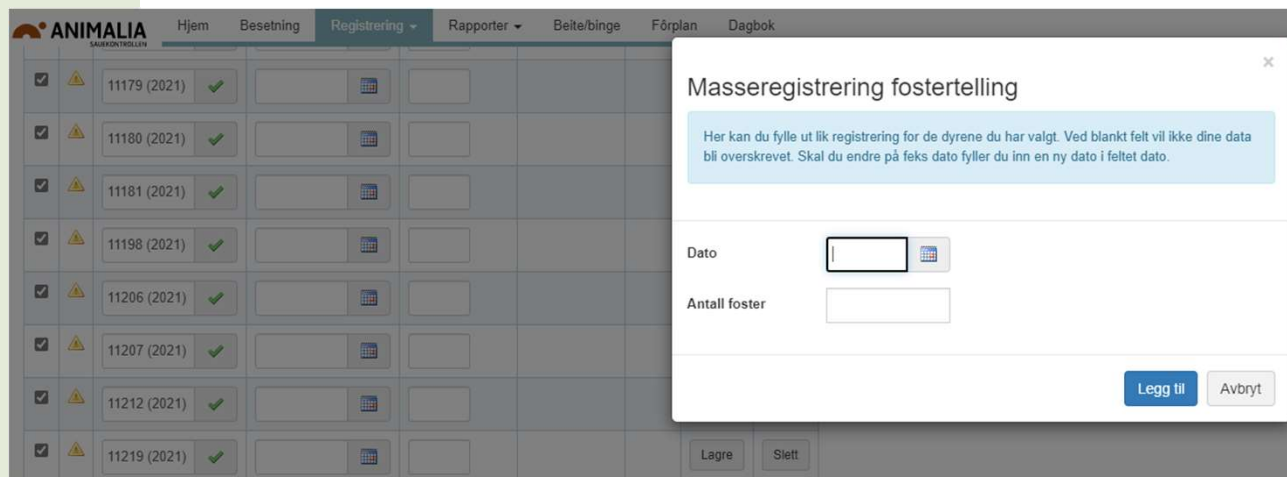 ANIMALIA
SAUEKONTROLLEN
Hjem Besetning Registrering Rapporter Beite/binge Fôrplan Dagbok
11179 (2021)
11180 (2021)
11181 (2021)
11198 (2021)
11206 (2021)
11207 (2021)
11212 (2021)
11219 (2021) Lagre Slett
×
Masseregistrering fostertelling
Her kan du fylle ut lik registrering for de dyrene du har valgt. Ved blankt felt vil ikke dine data
bli overskrevet. Skal du endre på feks dato fyller du inn en ny dato i feltet dato.
Dato
Antall foster
Legg til Avbryt